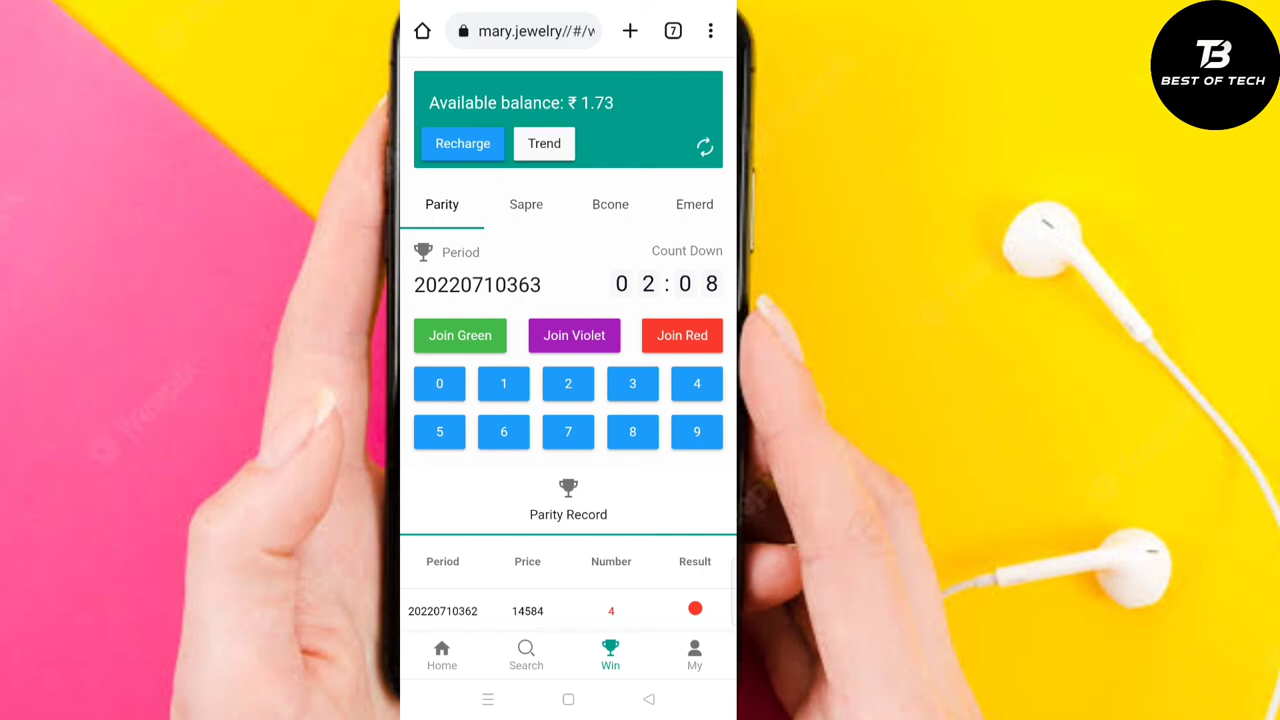 mary.jewelry//#/w
7
TB
BEST OF TECH
Available balance: ₹ 1.73
Recharge
Trend
Parity
Sapre
Bcone
Emerd
Period
Count Down
20220710363
0 2 : 0 8
Join Green
Join Violet
Join Red
0
1
2
3
4
5
6
7
8
9
Parity Record
Period
Price
Number
Result
20220710362
14584
4
Home
Search
Win
My